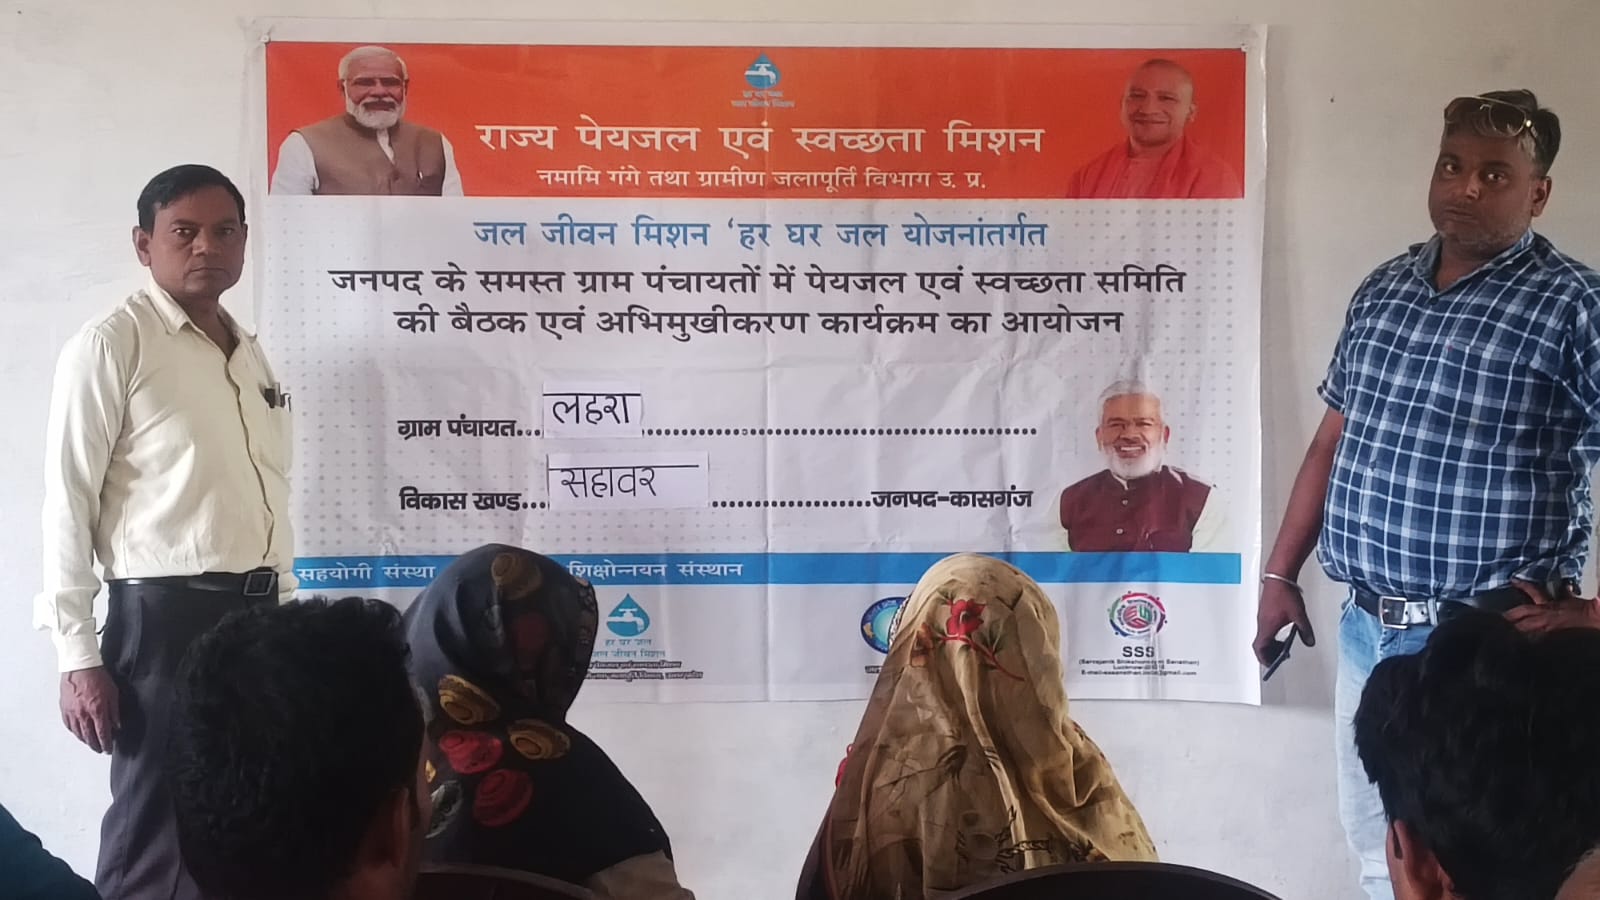 राज्य पेयजल एवं स्वच्छता मिशन
नमामि गंगे तथा ग्रामीण जलापूर्ति विभाग उ. प्र.
जल जीवन मिशन ‘हर घर जल योजनांतर्गत
जनपद के समस्त ग्राम पंचायतों में पेयजल एवं स्वच्छता समिति
की बैठक एवं अभिमुखीकरण कार्यक्रम का आयोजन
ग्राम पंचायत... लहरा
विकास खण्ड... सहावर ...................जनपद-कासगंज
सहयोगी संस्था शिक्षोन्नयन संस्थान
हर घर जल
जल जीवन मिशन
SSS